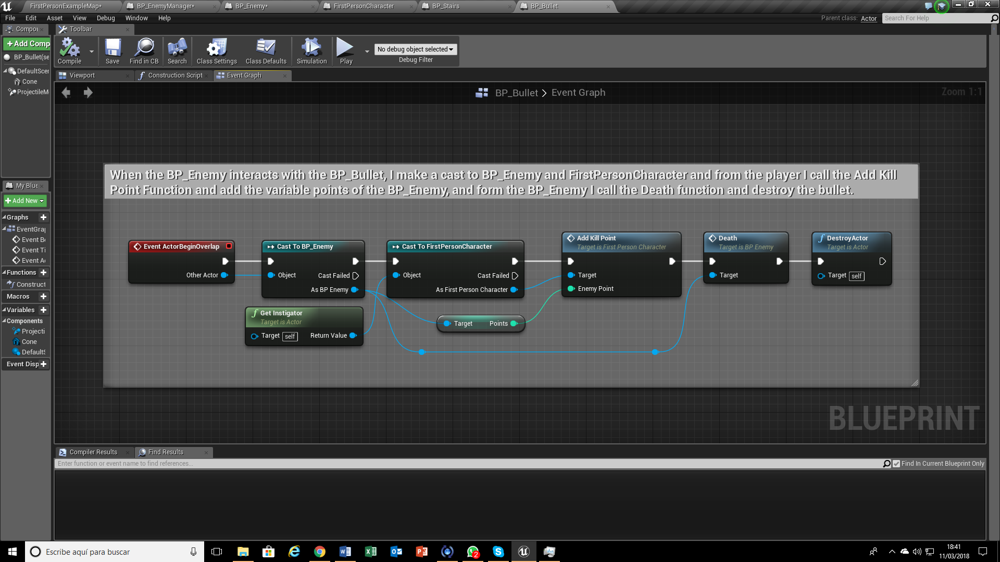 FirstPersonExampleMap*
BP_EnemyManager*
BP_Enemy*
FirstPersonCharacter
BP_Stairs
BP_Bullet
File Edit Asset View Debug Window Help
Parent class: Actor
Search For Help
Compo
Toolbar
+Add Comp
BP_Bullet(se
DefaultScer
Cone
ProjectileM
Compile
Save
Find in CB
Search
Class Settings
Class Defaults
Simulation
Play
No debug object selected
Debug Filter
Viewport
Construction Script
Event Graph
BP_Bullet > Event Graph
Zoom 1:1
When the BP_Enemy interacts with the BP_Bullet, I make a cast to BP_Enemy and FirstPersonCharacter and from the player I call the Add Kill
Point Function and add the variable points of the BP_Enemy, and form the BP_Enemy I call the Death function and destroy the bullet.
Event ActorBeginOverlap
Other Actor
Cast To BP_Enemy
Object
Cast Failed
As BP Enemy
Cast To FirstPersonCharacter
Object
Cast Failed
As First Person Character
Add Kill Point
Target is First Person Character
Target
Enemy Point
Death
Target is BP Enemy
Target
DestroyActor
Target is Actor
Target self
Get Instigator
Target is Actor
Target self
Return Value
Target Points
BLUEPRINT
My Blue
+Add New
Graphs
EventGra
Event Be
Event Ti
Event Ac
Functions
Construct
Macros
Variables
Components
Projecti
Cone
DefaultS
Event Disp
Compiler Results
Find Results
Enter function or event name to find references...
Find In Current Blueprint Only
Escribe aquí para buscar
2
18:41
11/03/2018